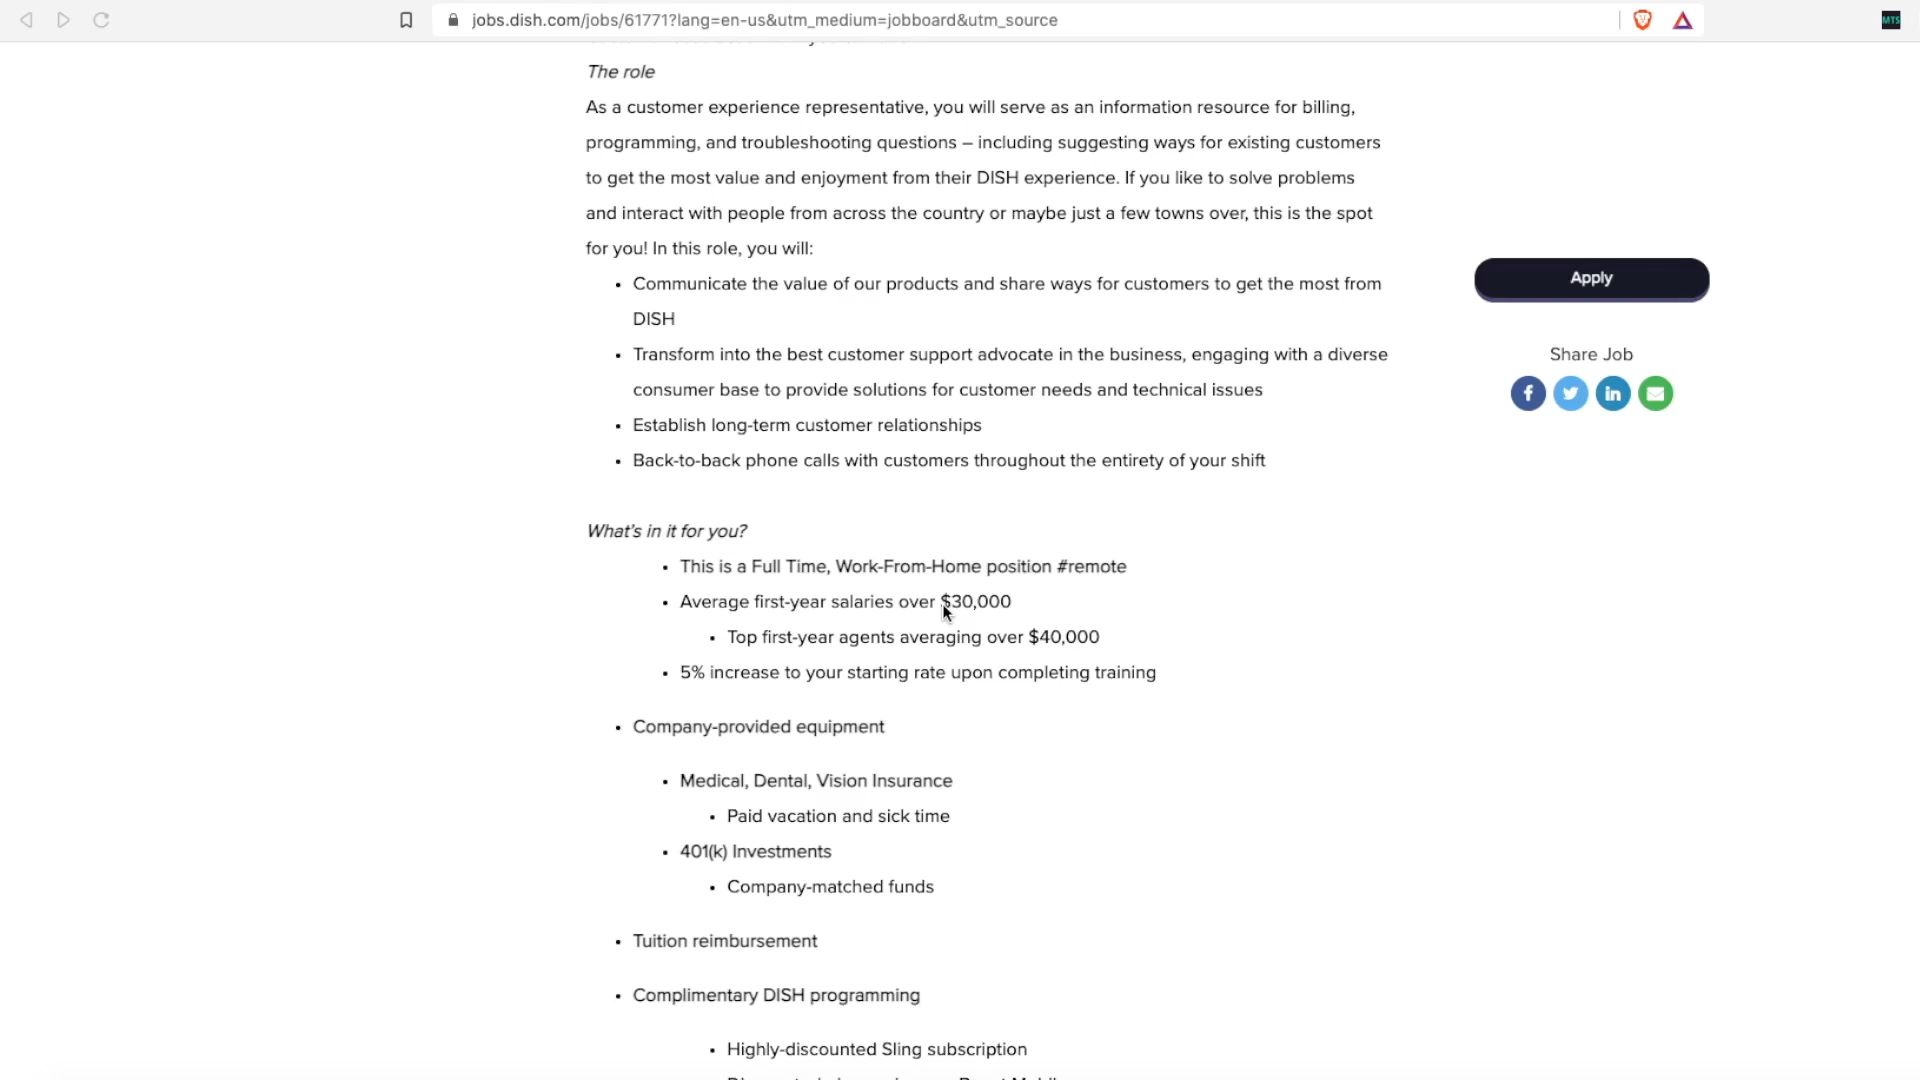 jobs.dish.com/jobs/61771?lang=en-us&utm_medium=jobboard&utm_source
MTS
The role
As a customer experience representative, you will serve as an information resource for billing,
programming, and troubleshooting questions – including suggesting ways for existing customers
to get the most value and enjoyment from their DISH experience. If you like to solve problems
and interact with people from across the country or maybe just a few towns over, this is the spot
for you! In this role, you will:
• Communicate the value of our products and share ways for customers to get the most from
DISH
• Transform into the best customer support advocate in the business, engaging with a diverse
consumer base to provide solutions for customer needs and technical issues
• Establish long-term customer relationships
• Back-to-back phone calls with customers throughout the entirety of your shift
Apply
Share Job
What's in it for you?
• This is a Full Time, Work-From-Home position #remote
• Average first-year salaries over $30,000
• Top first-year agents averaging over $40,000
• 5% increase to your starting rate upon completing training
• Company-provided equipment
• Medical, Dental, Vision Insurance
• Paid vacation and sick time
• 401(k) Investments
• Company-matched funds
• Tuition reimbursement
• Complimentary DISH programming
• Highly-discounted Sling subscription